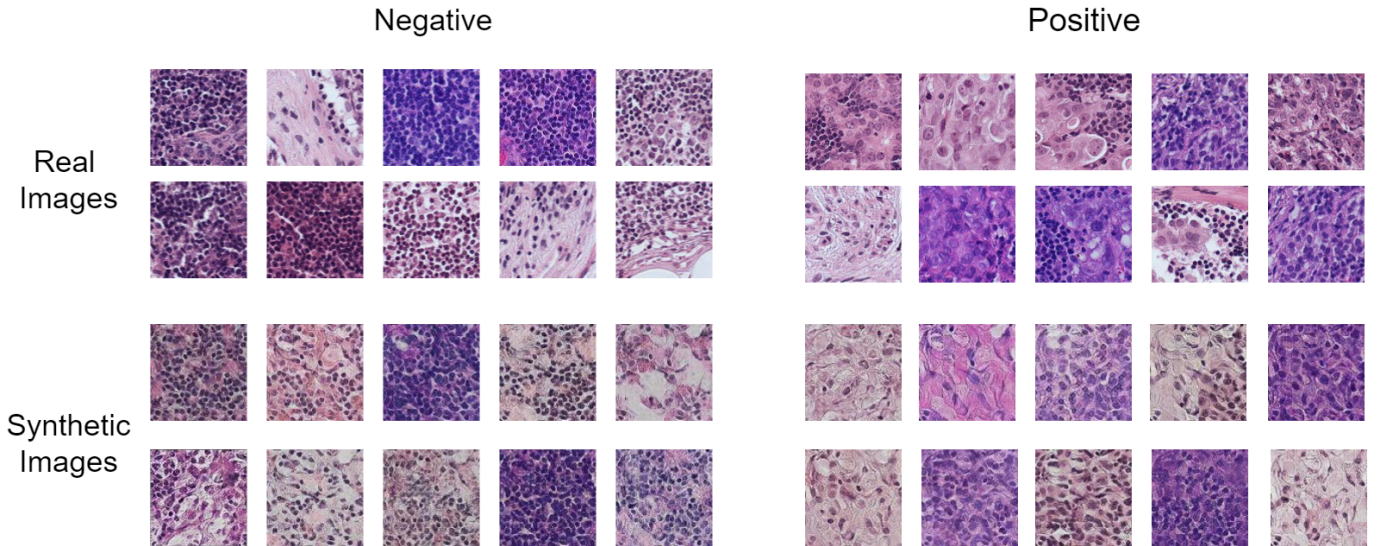 Negative
Positive
Real
Images
Synthetic
Images